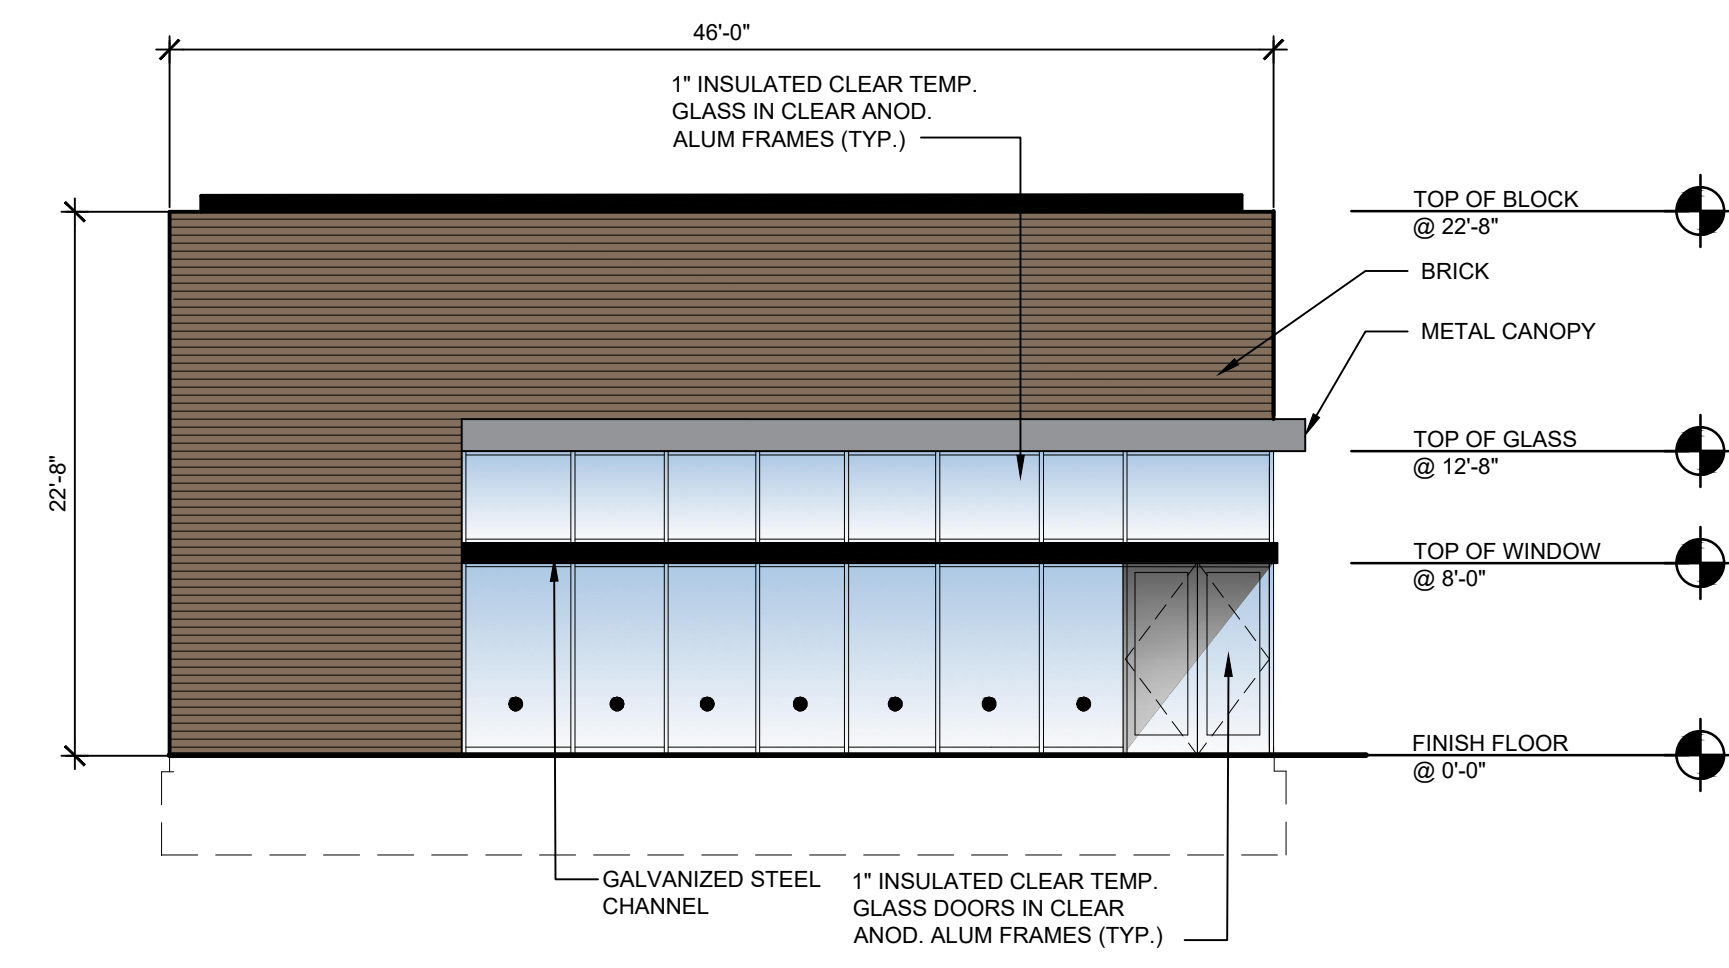 46'-0"
1" INSULATED CLEAR TEMP.
GLASS IN CLEAR ANOD.
ALUM FRAMES (TYP.)
TOP OF BLOCK
@ 22'-8"
BRICK
METAL CANOPY
TOP OF GLASS
@ 12'-8"
22'-8"
TOP OF WINDOW
@ 8'-0"
FINISH FLOOR
@ 0'-0"
GALVANIZED STEEL
CHANNEL
1" INSULATED CLEAR TEMP.
GLASS DOORS IN CLEAR
ANOD. ALUM FRAMES (TYP.)